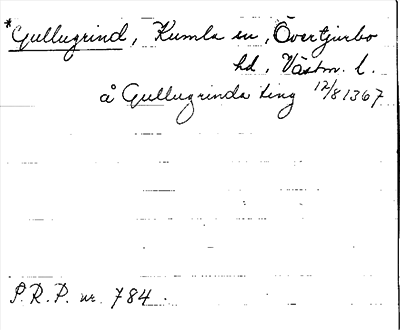 *Gullugrind, Kumla sn, Övertjurbo
hd, Västm. l.
å Gullugrinda ting 12/8 1367
P.R.P. nr. 784.